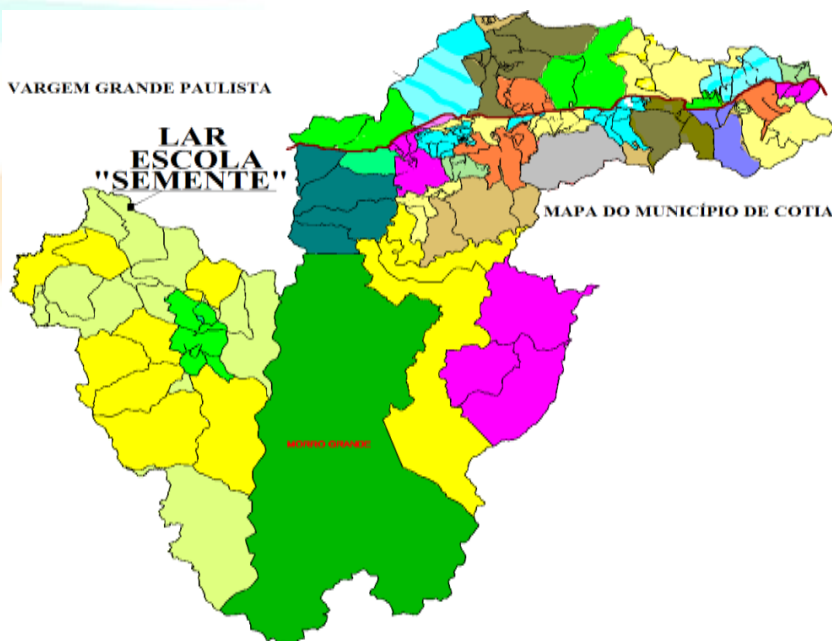 VARGEM GRANDE PAULISTA
LAR
ESCOLA
"SEMENTE"
MAPA DO MUNICÍPIO DE COTIA
MORRO GRANDE